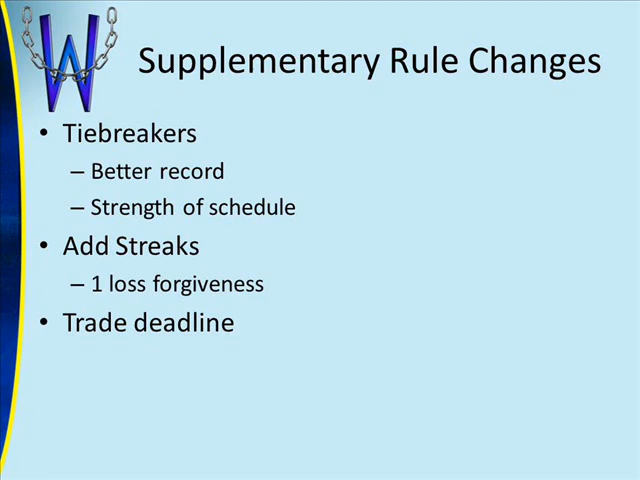 W
Supplementary Rule Changes
• Tiebreakers
– Better record
– Strength of schedule
• Add Streaks
– 1 loss forgiveness
• Trade deadline